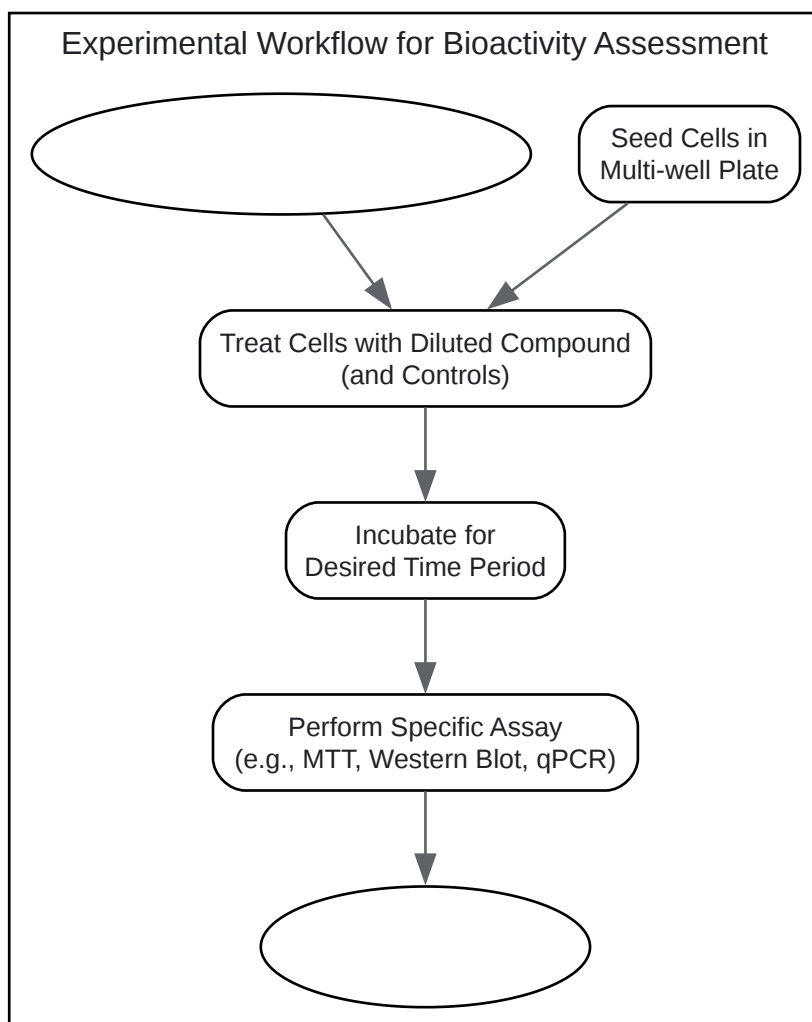 Experimental Workflow for Bioactivity Assessment
Seed Cells in
Multi-well Plate
Treat Cells with Diluted Compound
(and Controls)
Incubate for
Desired Time Period
Perform Specific Assay
(e.g., MTT, Western Blot, qPCR)